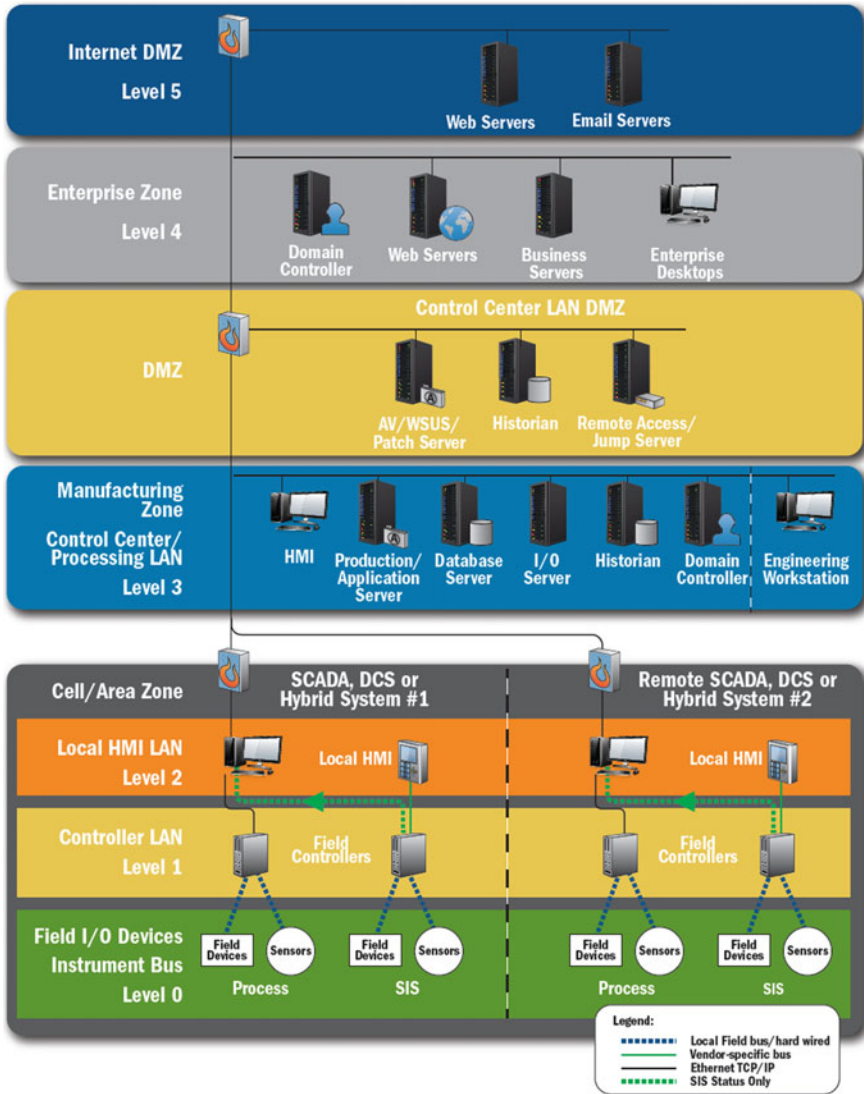 Internet DMZ
Level 5
Web Servers
Email Servers
Enterprise Zone
Level 4
Domain
Controller
Web Servers
Business
Servers
Enterprise
Desktops
Control Center LAN DMZ
DMZ
AV/WSUS/
Patch Server
Historian
Remote Access/
Jump Server
Manufacturing
Zone
Control Center/
Processing LAN
Level 3
HMI
Production/
Application
Server
Database
Server
I/O
Server
Historian
Domain
Controller
Engineering
Workstation
Cell/Area Zone
SCADA, DCS or
Hybrid System #1
Remote SCADA, DCS or
Hybrid System #2
Local HMI LAN
Level 2
Local HMI
Local HMI
Controller LAN
Level 1
Field
Controllers
Field
Controllers
Field I/O Devices
Instrument Bus
Level 0
Field
Devices
Sensors
Field
Devices
Sensors
Field
Devices
Sensors
Field
Devices
Sensors
Process
SIS
Process
SIS
Legend:
Local Field bus/hard wired
Vendor-specific bus
Ethernet TCP/IP
SIS Status Only